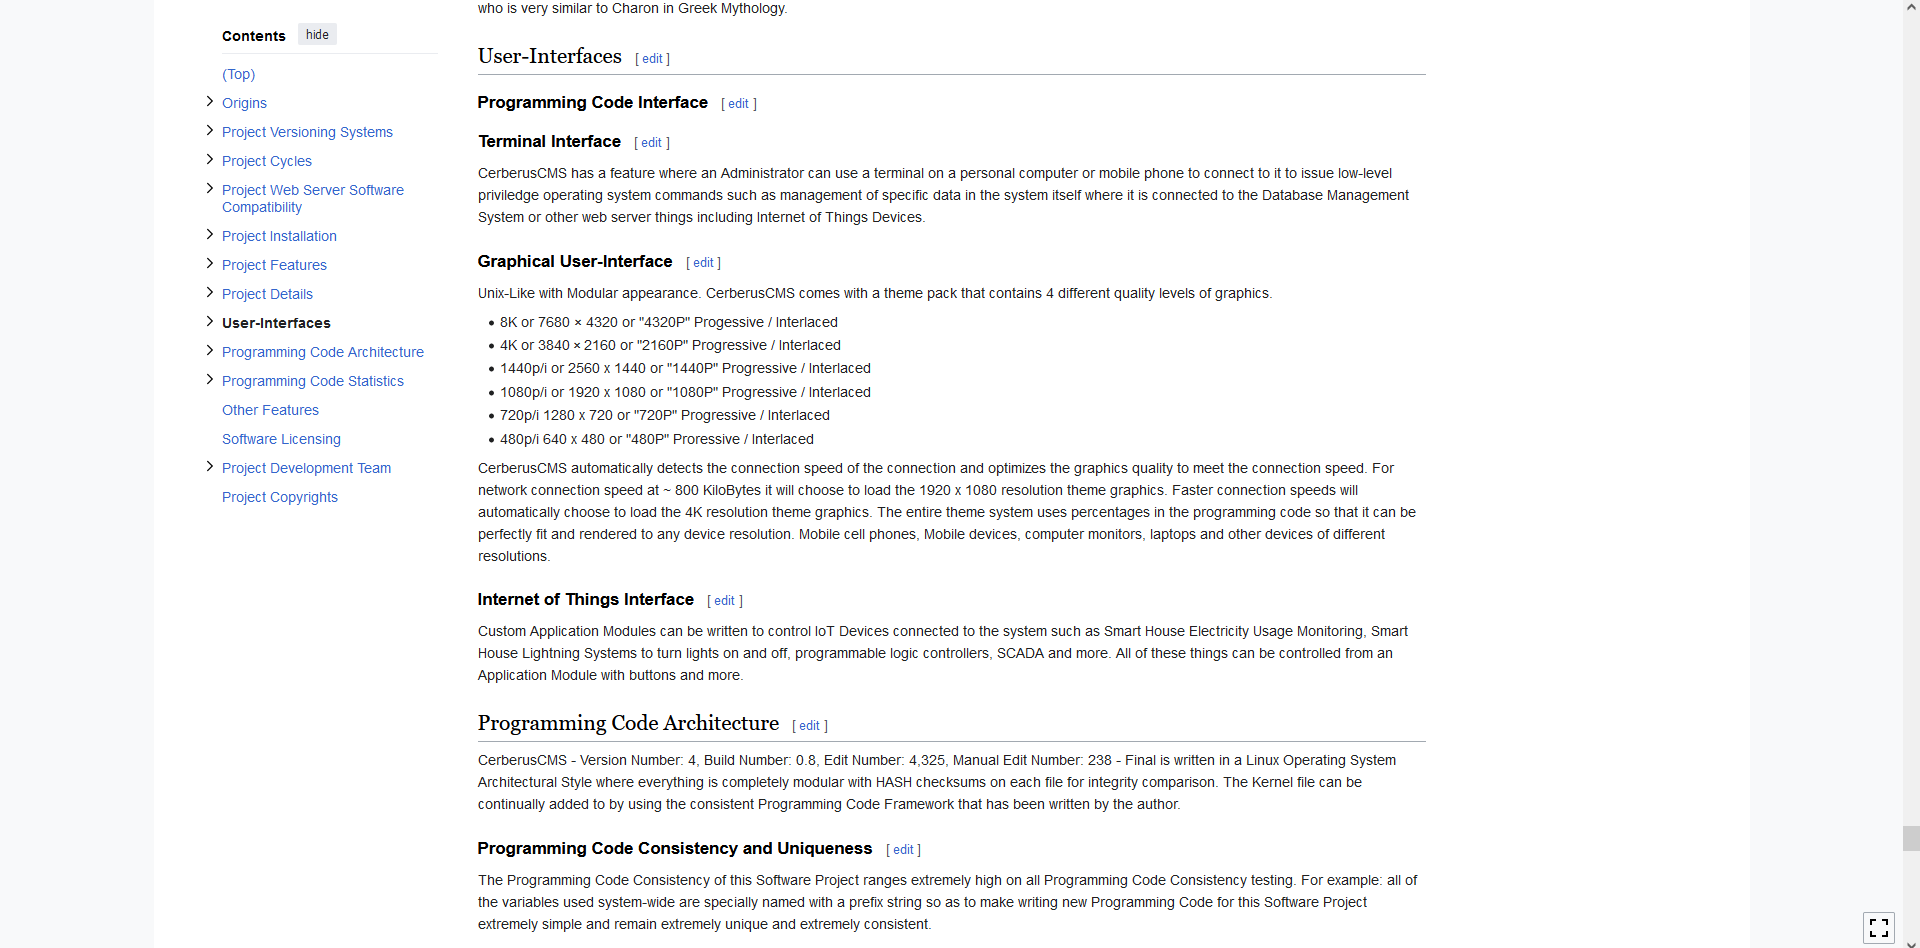 who is very similar to Charon in Greek Mythology.
Contents hide
(Top)
Origins
Project Versioning Systems
Project Cycles
Project Web Server Software
Compatibility
Project Installation
Project Features
Project Details
User-Interfaces
Programming Code Architecture
Programming Code Statistics
Other Features
Software Licensing
Project Development Team
Project Copyrights
User-Interfaces [ edit ]
Programming Code Interface [ edit ]
Terminal Interface [ edit ]
CerberusCMS has a feature where an Administrator can use a terminal on a personal computer or mobile phone to connect to it to issue low-level
priviledge operating system commands such as management of specific data in the system itself where it is connected to the Database Management
System or other web server things including Internet of Things Devices.
Graphical User-Interface [ edit ]
Unix-Like with Modular appearance. CerberusCMS comes with a theme pack that contains 4 different quality levels of graphics.
• 8K or 7680 × 4320 or "4320P" Progessive / Interlaced
• 4K or 3840 × 2160 or "2160P" Progressive / Interlaced
• 1440p/i or 2560 x 1440 or "1440P" Progressive / Interlaced
• 1080p/i or 1920 x 1080 or "1080P" Progressive / Interlaced
• 720p/i 1280 x 720 or "720P" Progressive / Interlaced
• 480p/i 640 x 480 or "480P" Proressive / Interlaced
CerberusCMS automatically detects the connection speed of the connection and optimizes the graphics quality to meet the connection speed. For
network connection speed at ~ 800 KiloBytes it will choose to load the 1920 x 1080 resolution theme graphics. Faster connection speeds will
automatically choose to load the 4K resolution theme graphics. The entire theme system uses percentages in the programming code so that it can be
perfectly fit and rendered to any device resolution. Mobile cell phones, Mobile devices, computer monitors, laptops and other devices of different
resolutions.
Internet of Things Interface [ edit ]
Custom Application Modules can be written to control IoT Devices connected to the system such as Smart House Electricity Usage Monitoring, Smart
House Lightning Systems to turn lights on and off, programmable logic controllers, SCADA and more. All of these things can be controlled from an
Application Module with buttons and more.
Programming Code Architecture [ edit ]
CerberusCMS - Version Number: 4, Build Number: 0.8, Edit Number: 4,325, Manual Edit Number: 238 - Final is written in a Linux Operating System
Architectural Style where everything is completely modular with HASH checksums on each file for integrity comparison. The Kernel file can be
continually added to by using the consistent Programming Code Framework that has been written by the author.
Programming Code Consistency and Uniqueness [ edit ]
The Programming Code Consistency of this Software Project ranges extremely high on all Programming Code Consistency testing. For example: all of
the variables used system-wide are specially named with a prefix string so as to make writing new Programming Code for this Software Project
extremely simple and remain extremely unique and extremely consistent.